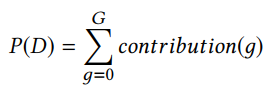 G
P(D) = ∑ contribution(g)
g=0